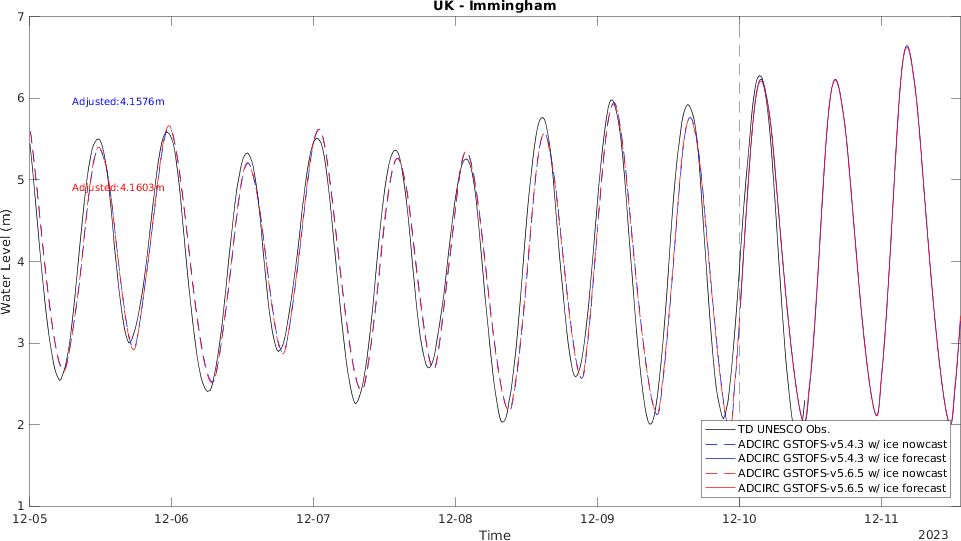 UK - Immingham
7
6
5
4
3
2
1
Water Level (m)
Adjusted:4.1576m
Adjusted:4.1603m
TD UNESCO Obs.
ADCIRC GSTOFS-v5.4.3 w/ ice nowcast
ADCIRC GSTOFS-v5.4.3 w/ ice forecast
ADCIRC GSTOFS-v5.6.5 w/ ice nowcast
ADCIRC GSTOFS-v5.6.5 w/ ice forecast
12-05 12-06 12-07 12-08 12-09 12-10 12-11
Time
2023